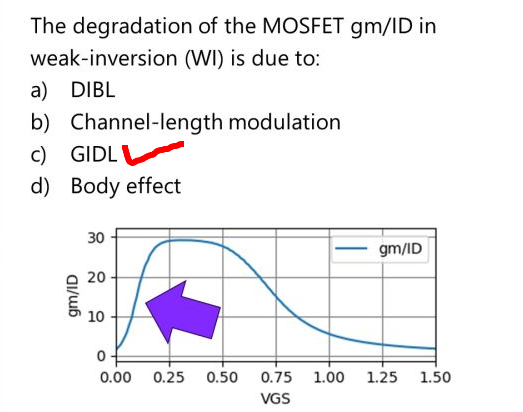 The degradation of the MOSFET gm/ID in
weak-inversion (WI) is due to:
a) DIBL
b) Channel-length modulation
c) GIDL
d) Body effect
30
20
10
0
gm/ID
gm/ID
0.00 0.25 0.50 0.75 1.00 1.25 1.50
VGS